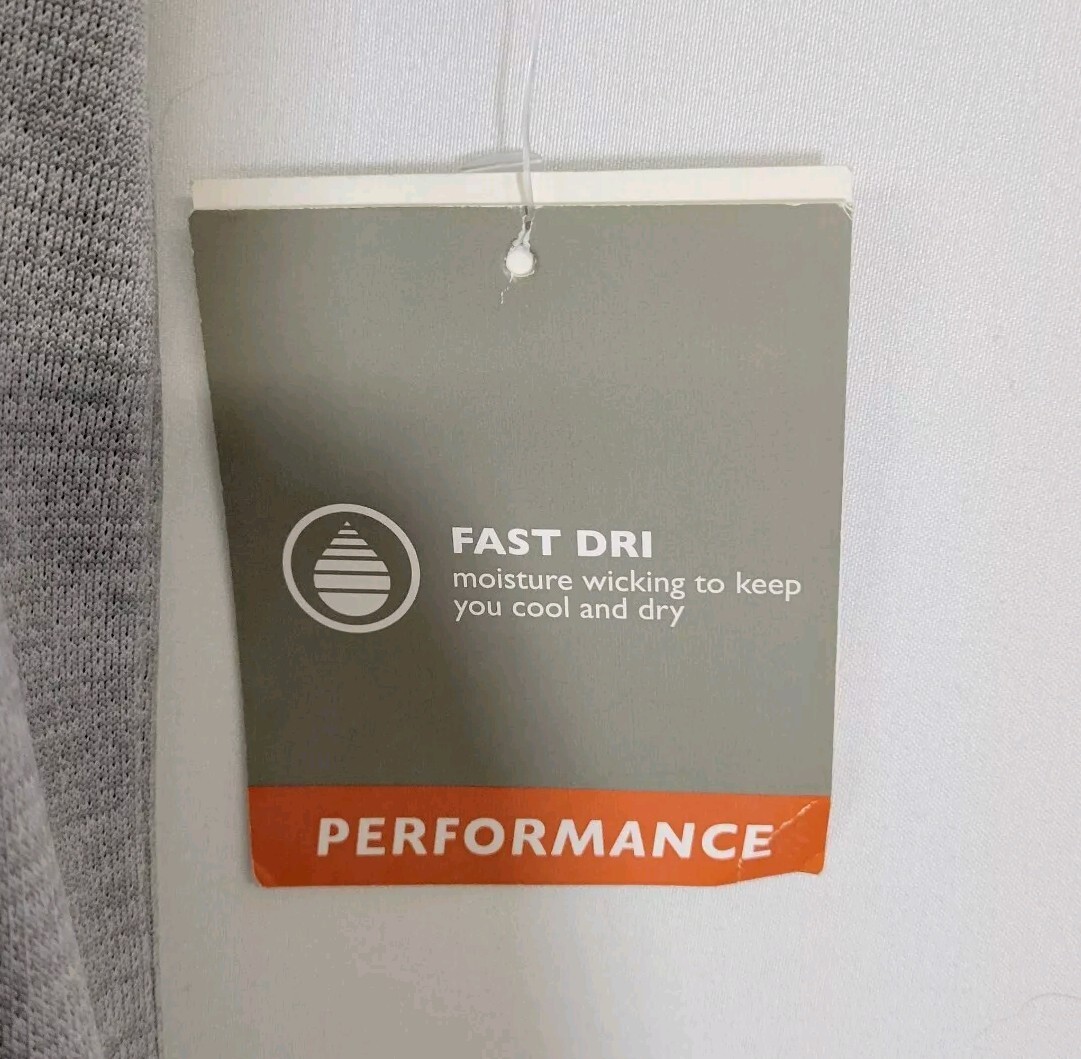 FAST DRI
moisture wicking to keep
you cool and dry
PERFORMANCE